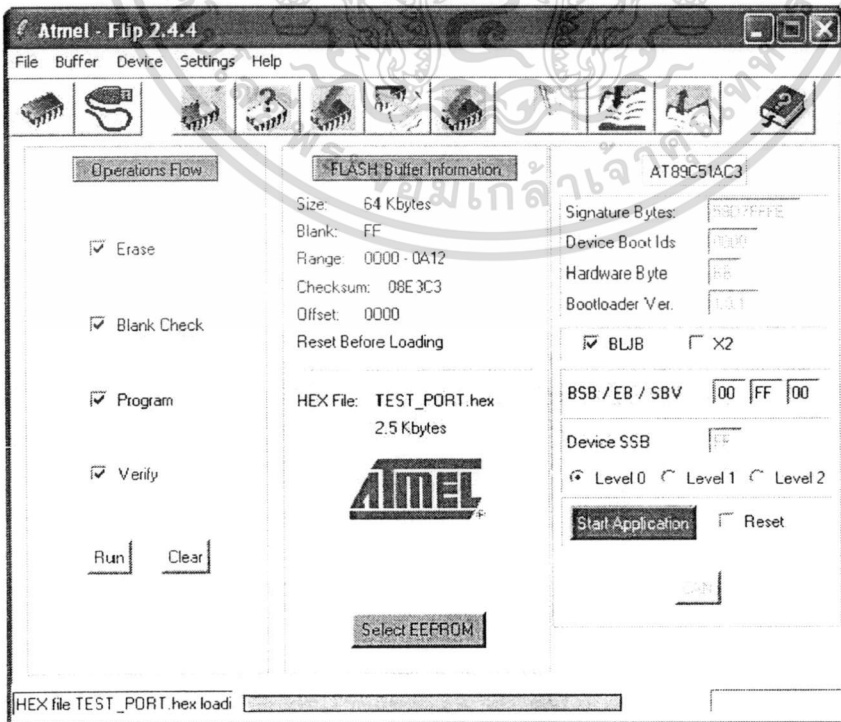 Atmel - Flip 2.4.4
File Buffer Device Settings Help
Operations Flow
Erase
Blank Check
Program
Verify
Run Clear
FLASH Buffer Information
Size: 64 Kbytes
Blank: FF
Range: 0000 - 0A12
Checksum: 08E3C3
Offset: 0000
Reset Before Loading
HEX File: TEST_PORT.hex
2.5 Kbytes
ATMEL
Select EEPROM
AT89C51AC3
Signature Bytes:
Device Boot Ids 0000
Hardware Byte
Bootloader Ver.
BLJB X2
BSB / EB / SBV 00 FF 00
Device SSB FF
Level 0 Level 1 Level 2
Start Application Reset
HEX file TEST_PORT.hex loadi